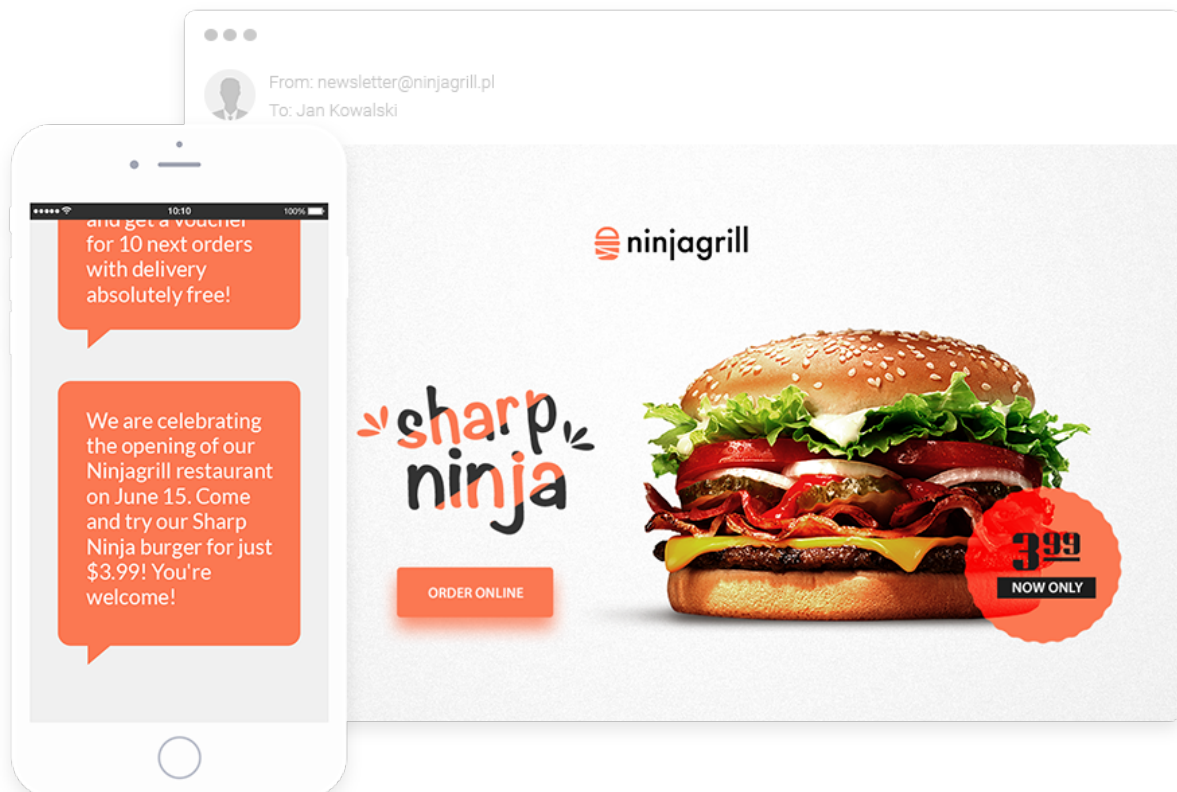 From: newsletter@ninjagrill.pl
To: Jan Kowalski
10:10
100%
and get a voucher
for 10 next orders
with delivery
absolutely free!
We are celebrating
the opening of our
Ninjagrill restaurant
on June 15. Come
and try our Sharp
Ninja burger for just
$3.99! You're
welcome!
ninjagrill
sharp
ninja
ORDER ONLINE
3.99
NOW ONLY